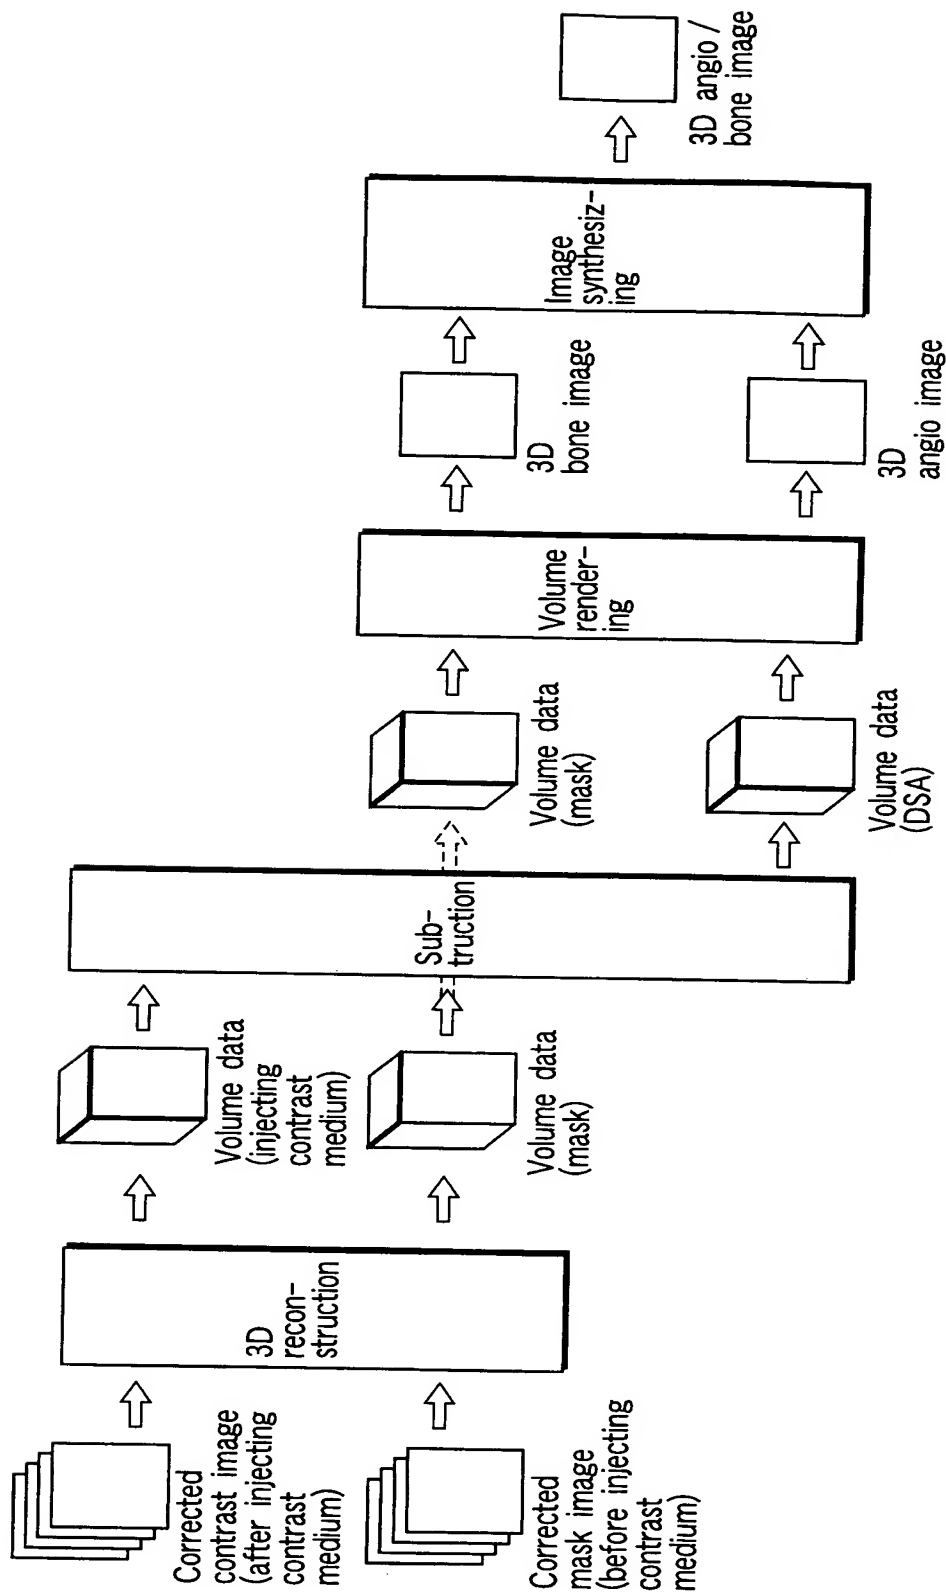 Corrected
contrast image
(after injecting
contrast
medium)
Corrected
mask image
(before injecting
contrast
medium)
3D
recon-
struction
Volume data
(injecting
contrast
medium)
Volume data
(mask)
Sub-
truction
Volume data
(mask)
Volume data
(DSA)
Volume
render-
ing
3D
bone image
3D
angio image
Image
synthesiz-
ing
3D angio /
bone image